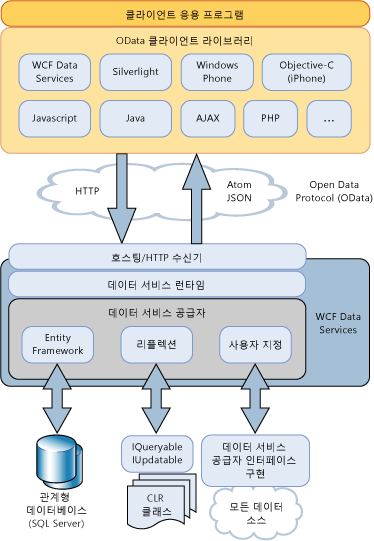 클라이언트 응용 프로그램
OData 클라이언트 라이브러리
WCF Data
Services
Silverlight
Windows
Phone
Objective-C
(iPhone)
Javascript
Java
AJAX
PHP
...
HTTP
Atom
JSON
Open Data
Protocol (OData)
호스팅/HTTP 수신기
데이터 서비스 런타임
데이터 서비스 공급자
WCF Data
Services
Entity
Framework
리플렉션
사용자 지정
관계형
데이터베이스
(SQL Server)
IQueryable
IUpdatable
CLR
클래스
데이터 서비스
공급자 인터페이스
구현
모든 데이터
소스